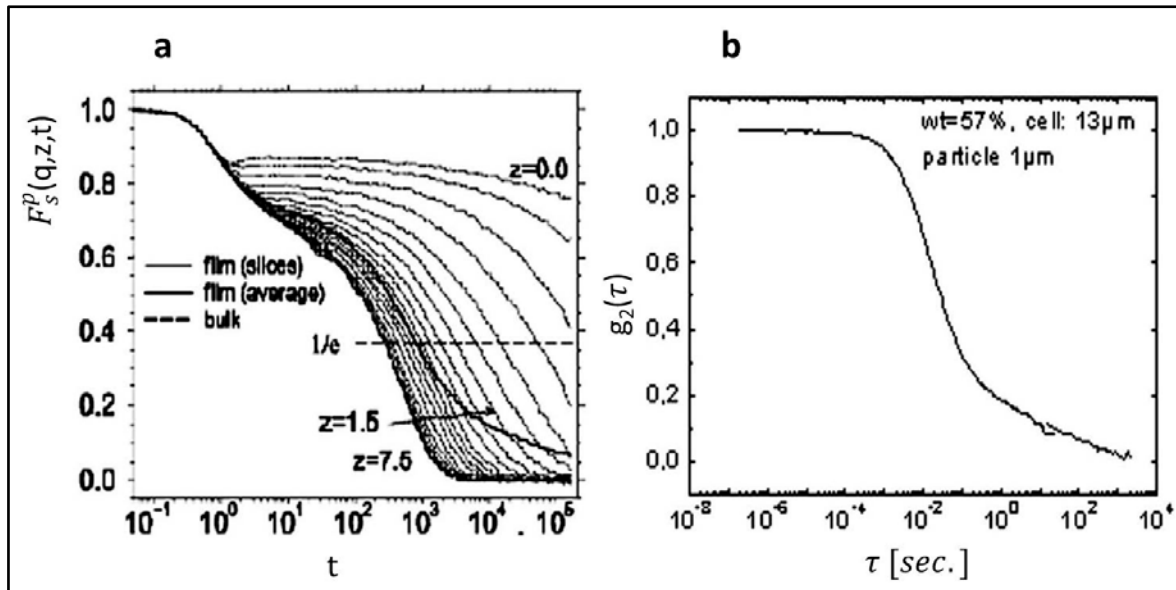 a
F_s^p(q,z,t)
1.0
0.8
0.6
0.4
0.2
0.0
z=0.0
film (slices)
film (average)
bulk
1/e
z=1.5
z=7.5
10^-1 10^0 10^1 10^2 10^3 10^4 10^5
t
b
g₂(τ)
1.0
0.8
0.6
0.4
0.2
0.0
wt=57%, cell: 13µm
particle 1µm
10^-8 10^-6 10^-4 10^-2 10^0 10^2 10^4
τ [sec.]